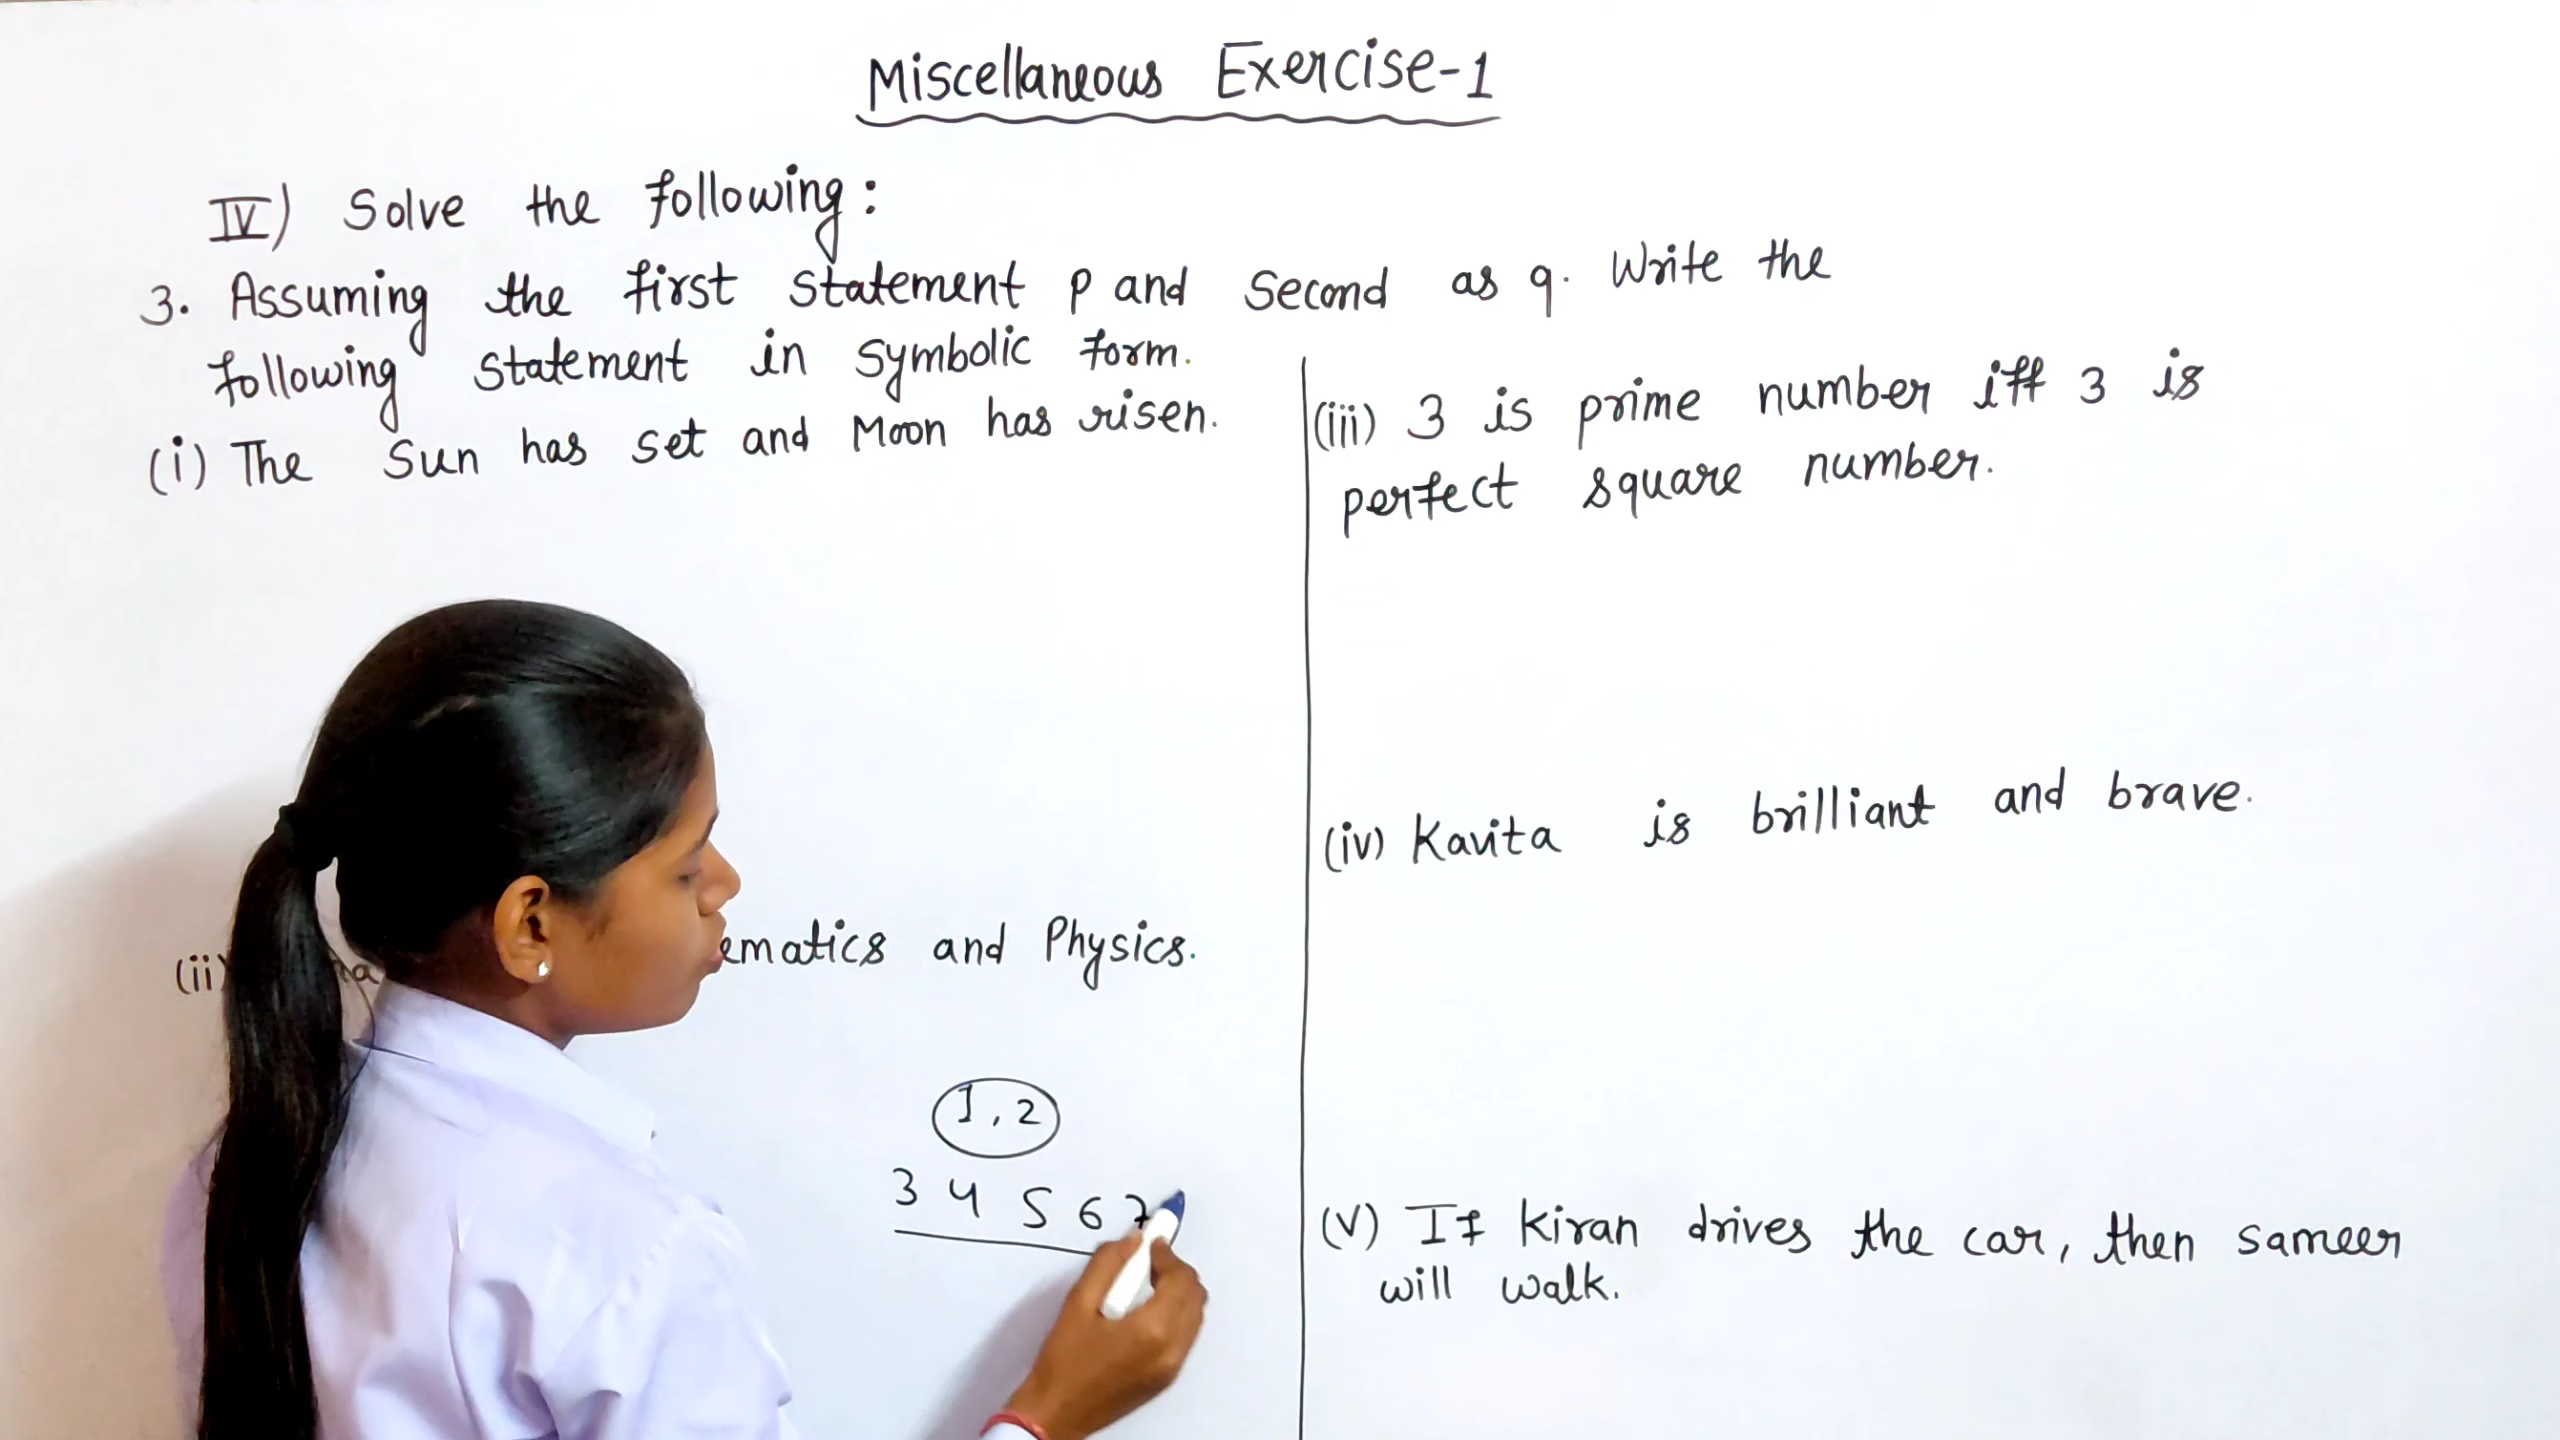 Miscellaneous Exercise-1
IV) Solve the following:
3. Assuming the first statement p and second as q. Write the
following statement in symbolic form.
(i) The Sun has set and Moon has risen.
(ii) ematics and Physics.
1, 2
3 4 5 6 7
(iii) 3 is prime number iff 3 is
perfect square number.
(iv) Kavita is brilliant and brave.
(v) If Kiran drives the car, then sameer
will walk.